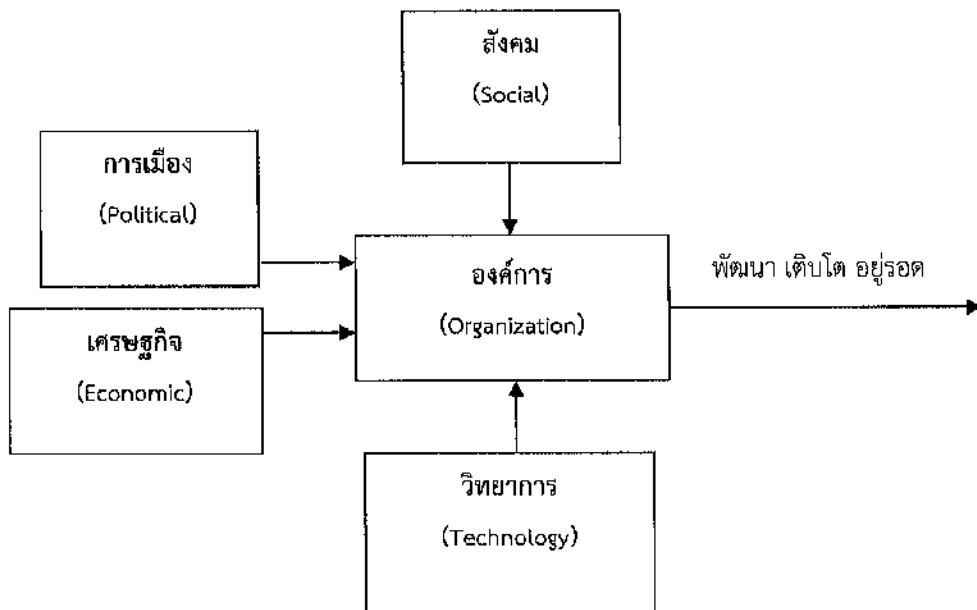 สังคม
(Social)
การเมือง
(Political)
องค์การ
(Organization)
พัฒนา เติบโต อยู่รอด
เศรษฐกิจ
(Economic)
วิทยาการ
(Technology)